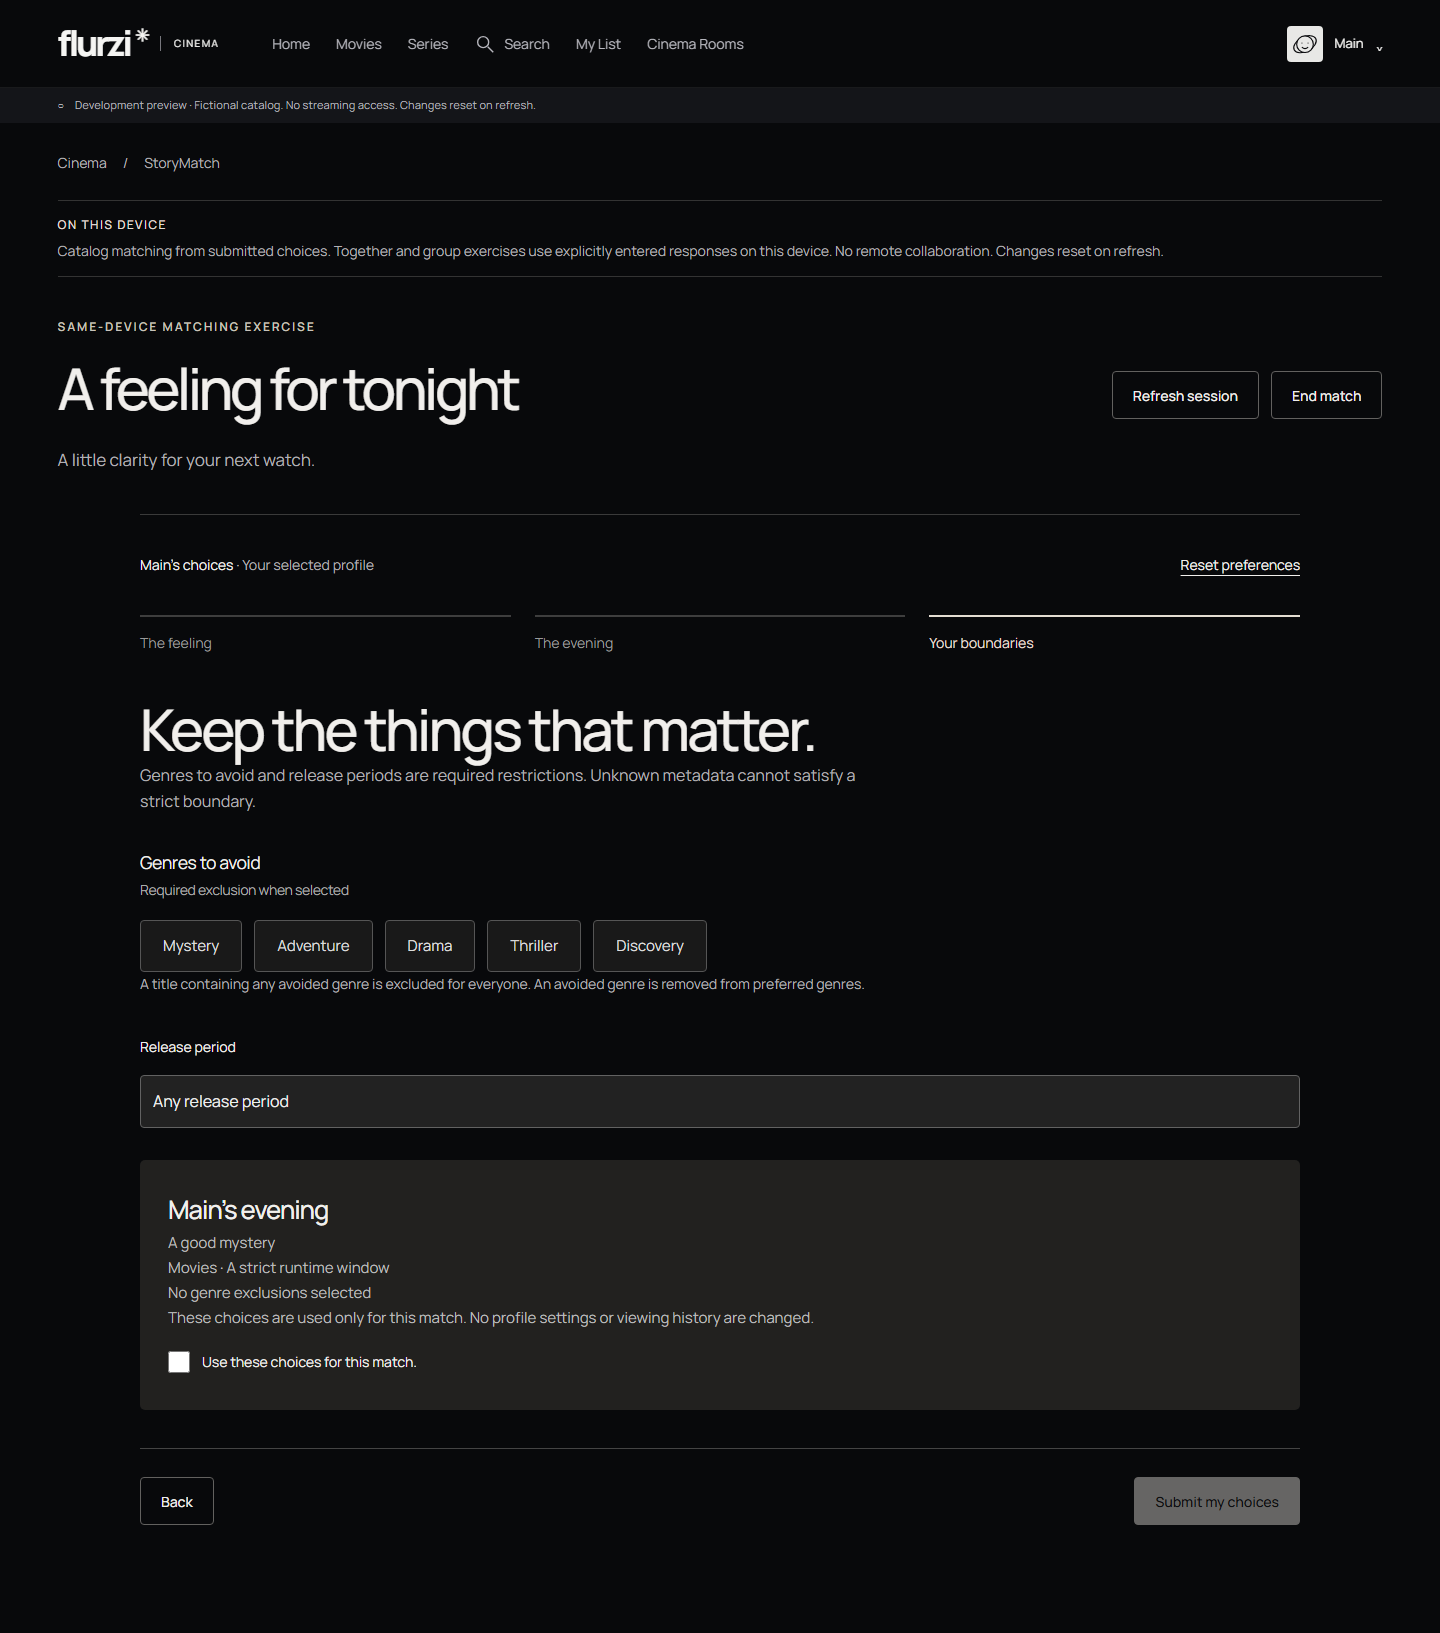 flurzi * CINEMA Home Movies Series Search My List Cinema Rooms Main
Development preview · Fictional catalog. No streaming access. Changes reset on refresh.
Cinema / StoryMatch
ON THIS DEVICE
Catalog matching from submitted choices. Together and group exercises use explicitly entered responses on this device. No remote collaboration. Changes reset on refresh.
SAME-DEVICE MATCHING EXERCISE
A feeling for tonight
Refresh session End match
A little clarity for your next watch.
Main's choices · Your selected profile Reset preferences
The feeling The evening Your boundaries
Keep the things that matter.
Genres to avoid and release periods are required restrictions. Unknown metadata cannot satisfy a
strict boundary.
Genres to avoid
Required exclusion when selected
Mystery Adventure Drama Thriller Discovery
A title containing any avoided genre is excluded for everyone. An avoided genre is removed from preferred genres.
Release period
Any release period
Main's evening
A good mystery
Movies · A strict runtime window
No genre exclusions selected
These choices are used only for this match. No profile settings or viewing history are changed.
Use these choices for this match.
Back Submit my choices